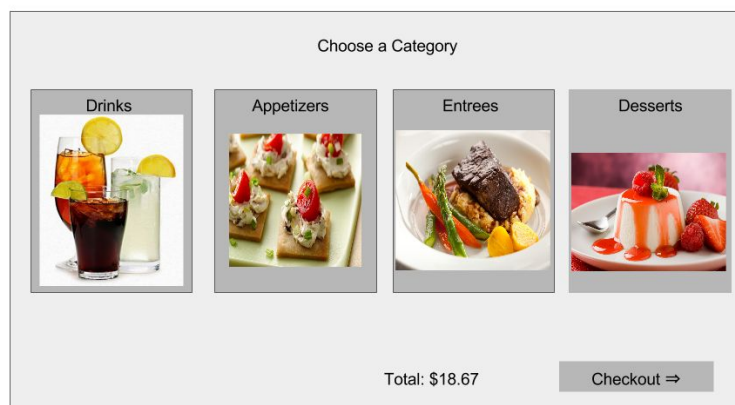 Choose a Category
Drinks
Appetizers
Entrees
Desserts
Total: $18.67
Checkout ⇒